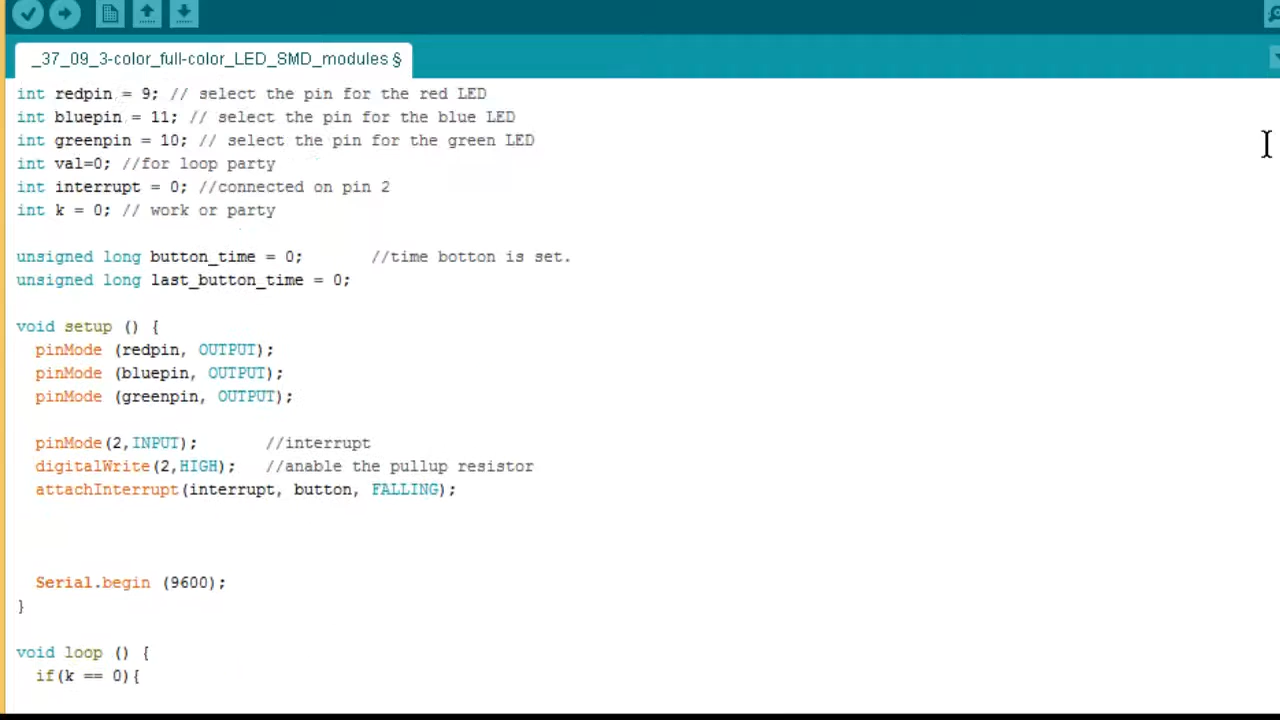 _37_09_3-color_full-color_LED_SMD_modules §
int redpin = 9; // select the pin for the red LED
int bluepin = 11; // select the pin for the blue LED
int greenpin = 10; // select the pin for the green LED
int val=0; //for loop party
int interrupt = 0; //connected on pin 2
int k = 0; // work or party
unsigned long button_time = 0; //time botton is set.
unsigned long last_button_time = 0;
void setup () {
pinMode (redpin, OUTPUT);
pinMode (bluepin, OUTPUT);
pinMode (greenpin, OUTPUT);
pinMode(2,INPUT); //interrupt
digitalWrite(2,HIGH); //anable the pullup resistor
attachInterrupt(interrupt, button, FALLING);
Serial.begin (9600);
}
void loop () {
if(k == 0){